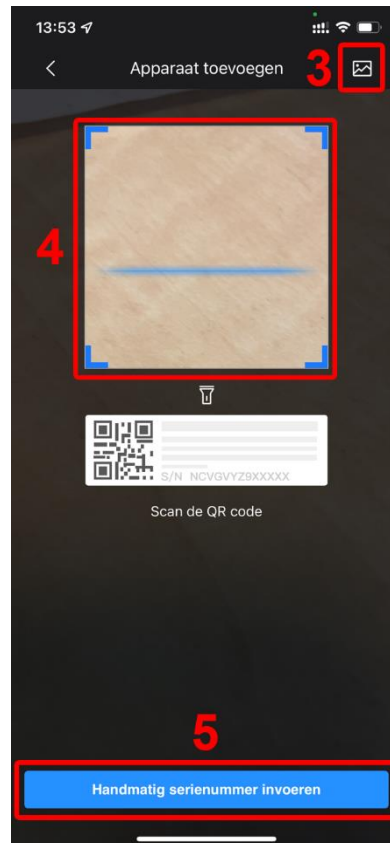 13:53
Apparaat toevoegen
3
4
S/N NCVGVYZ9XXXXX
Scan de QR code
5
Handmatig serienummer invoeren